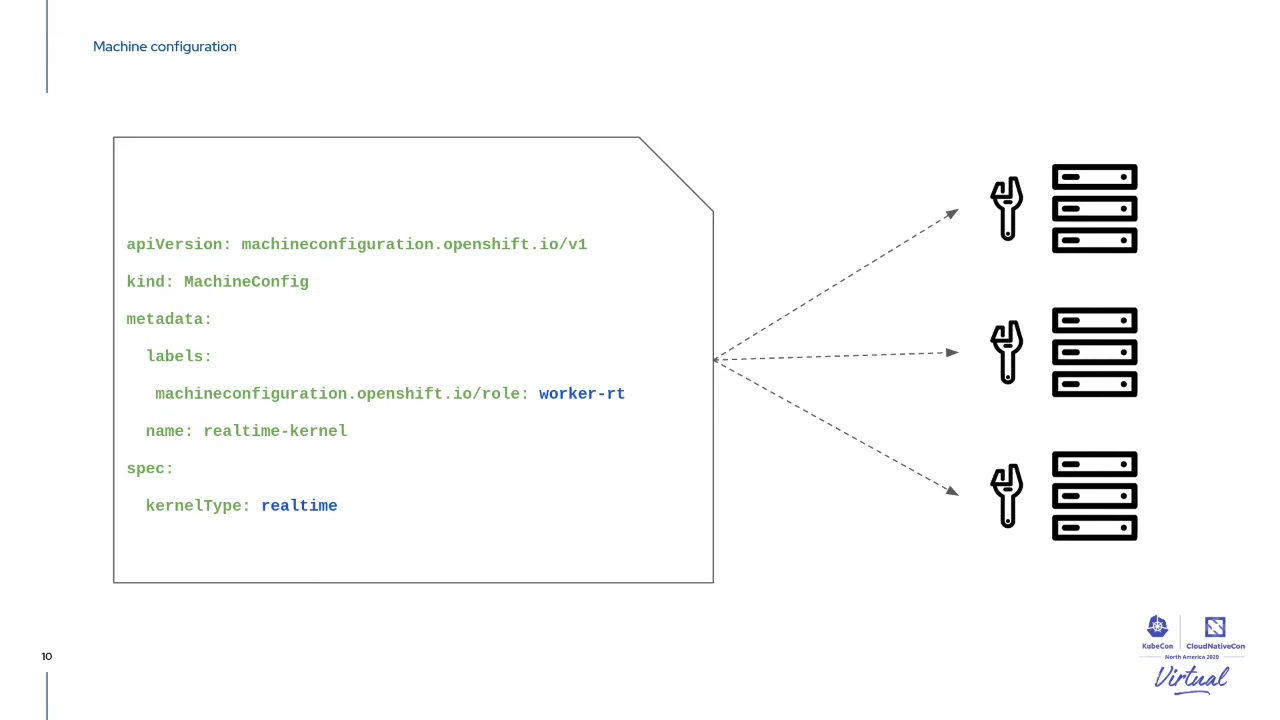 Machine configuration
apiVersion: machineconfiguration.openshift.io/v1
kind: MachineConfig
metadata:
  labels:
   machineconfiguration.openshift.io/role: worker-rt
  name: realtime-kernel
spec:
  kernelType: realtime
10
KubeCon | CloudNativeCon
North America 2020
Virtual